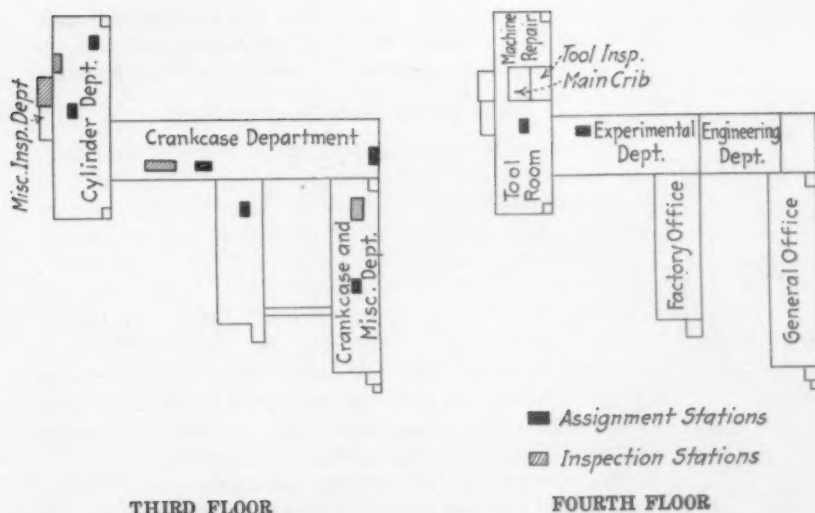 Misc. Insp. Dept
Cylinder Dept.
Crankcase Department
Crankcase and
Misc. Dept.
THIRD FLOOR
Machine
Repair
Tool Insp.
Main Crib
Tool
Room
Experimental
Dept.
Engineering
Dept.
Factory Office
General Office
Assignment Stations
Inspection Stations
FOURTH FLOOR